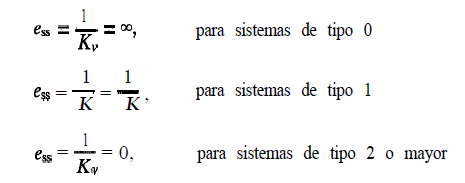 e_ss = 1/K_v = ∞, para sistemas de tipo 0
e_ss = 1/K = 1/K, para sistemas de tipo 1
e_ss = 1/K_v = 0, para sistemas de tipo 2 o mayor